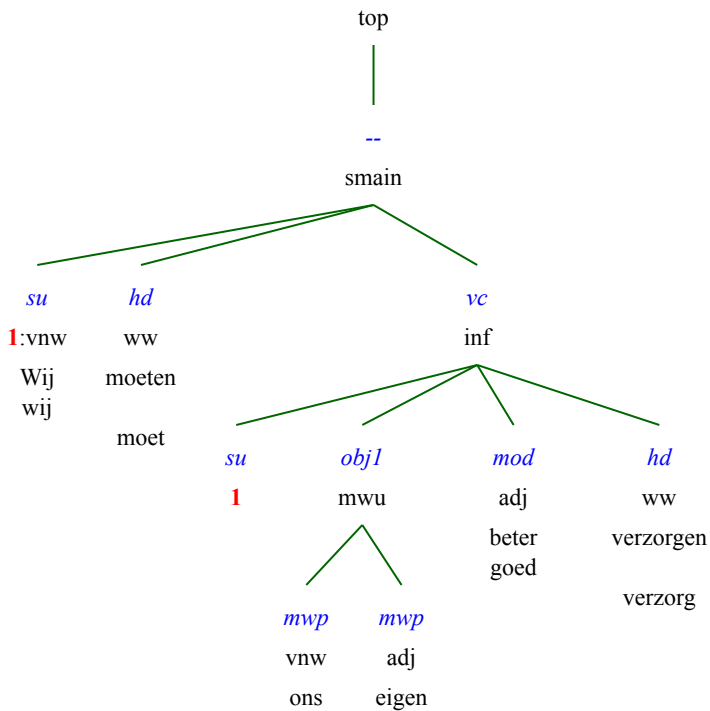 top
--
smain
su hd vc
1:vnw ww inf
Wij moeten
wij
moet
su obj1 mod hd
1 mwu adj ww
beter verzorgen
goed
verzorg
mwp mwp
vnw adj
ons eigen